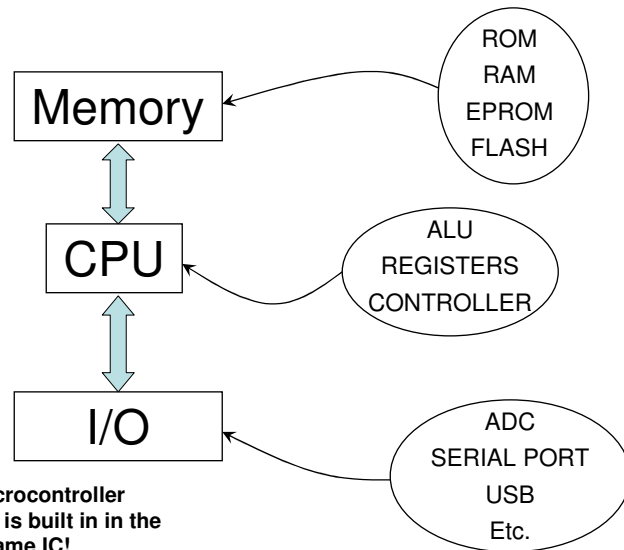 ROM
RAM
EPROM
FLASH
Memory
ALU
REGISTERS
CONTROLLER
CPU
ADC
SERIAL PORT
USB
Etc.
I/O
is built in in the
IC!